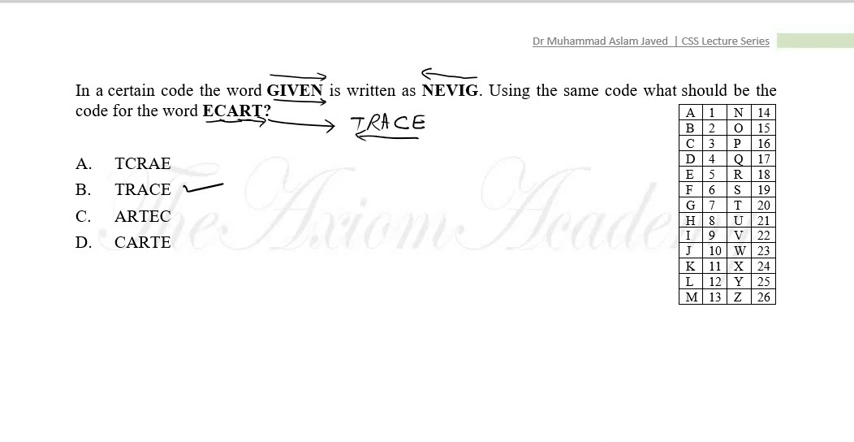 Dr Muhammad Aslam Javed | CSS Lecture Series
In a certain code the word GIVEN is written as NEVIG. Using the same code what should be the
code for the word ECART?
TRACE
A. TCRAE
B. TRACE
C. ARTEC
D. CARTE
A 1 N 14
B 2 O 15
C 3 P 16
D 4 Q 17
E 5 R 18
F 6 S 19
G 7 T 20
H 8 U 21
I 9 V 22
J 10 W 23
K 11 X 24
L 12 Y 25
M 13 Z 26
The Axiom Academy